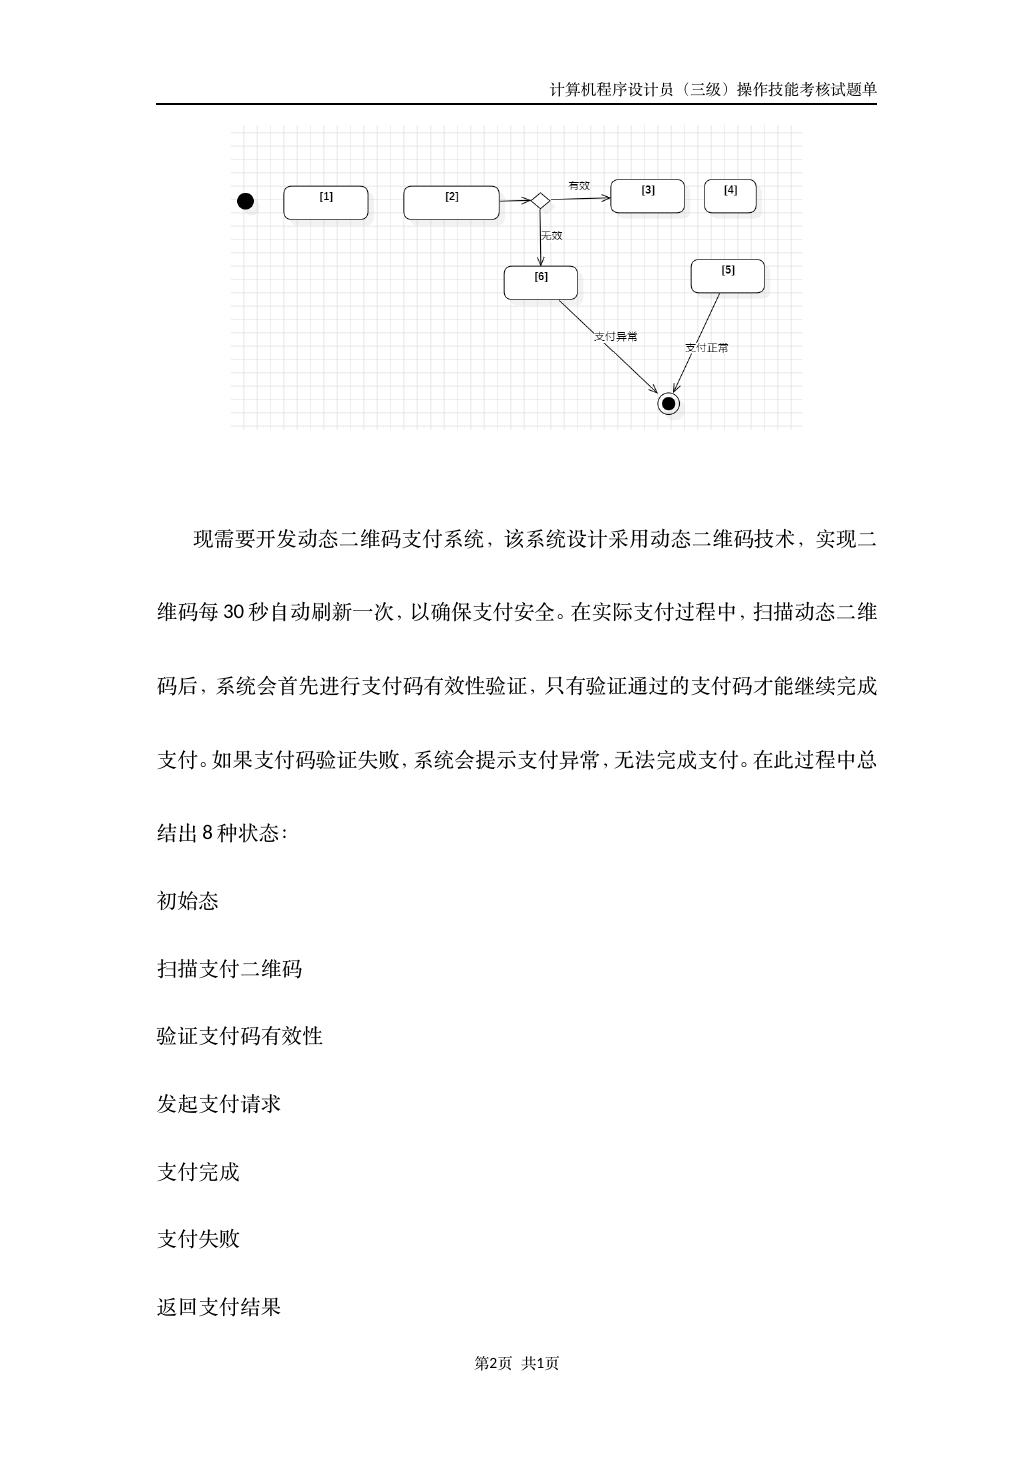 计算机程序设计员（三级）操作技能考核试题单
[1]
[2]
有效
[3]
[4]
无效
[6]
[5]
支付异常
支付正常
现需要开发动态二维码支付系统，该系统设计采用动态二维码技术，实现二
维码每 30 秒自动刷新一次，以确保支付安全。在实际支付过程中，扫描动态二维
码后，系统会首先进行支付码有效性验证，只有验证通过的支付码才能继续完成
支付。如果支付码验证失败，系统会提示支付异常，无法完成支付。在此过程中总
结出 8 种状态：
初始态
扫描支付二维码
验证支付码有效性
发起支付请求
支付完成
支付失败
返回支付结果
第2页 共1页